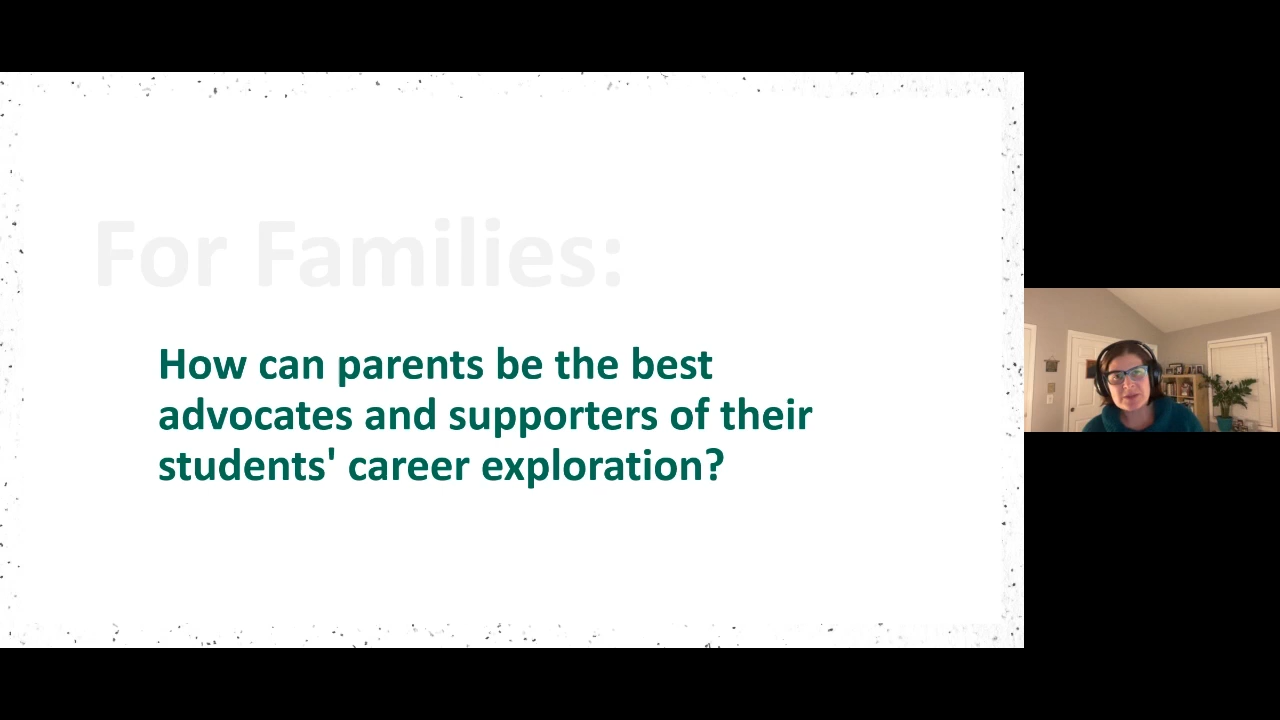 For Families:
How can parents be the best
advocates and supporters of their
students' career exploration?